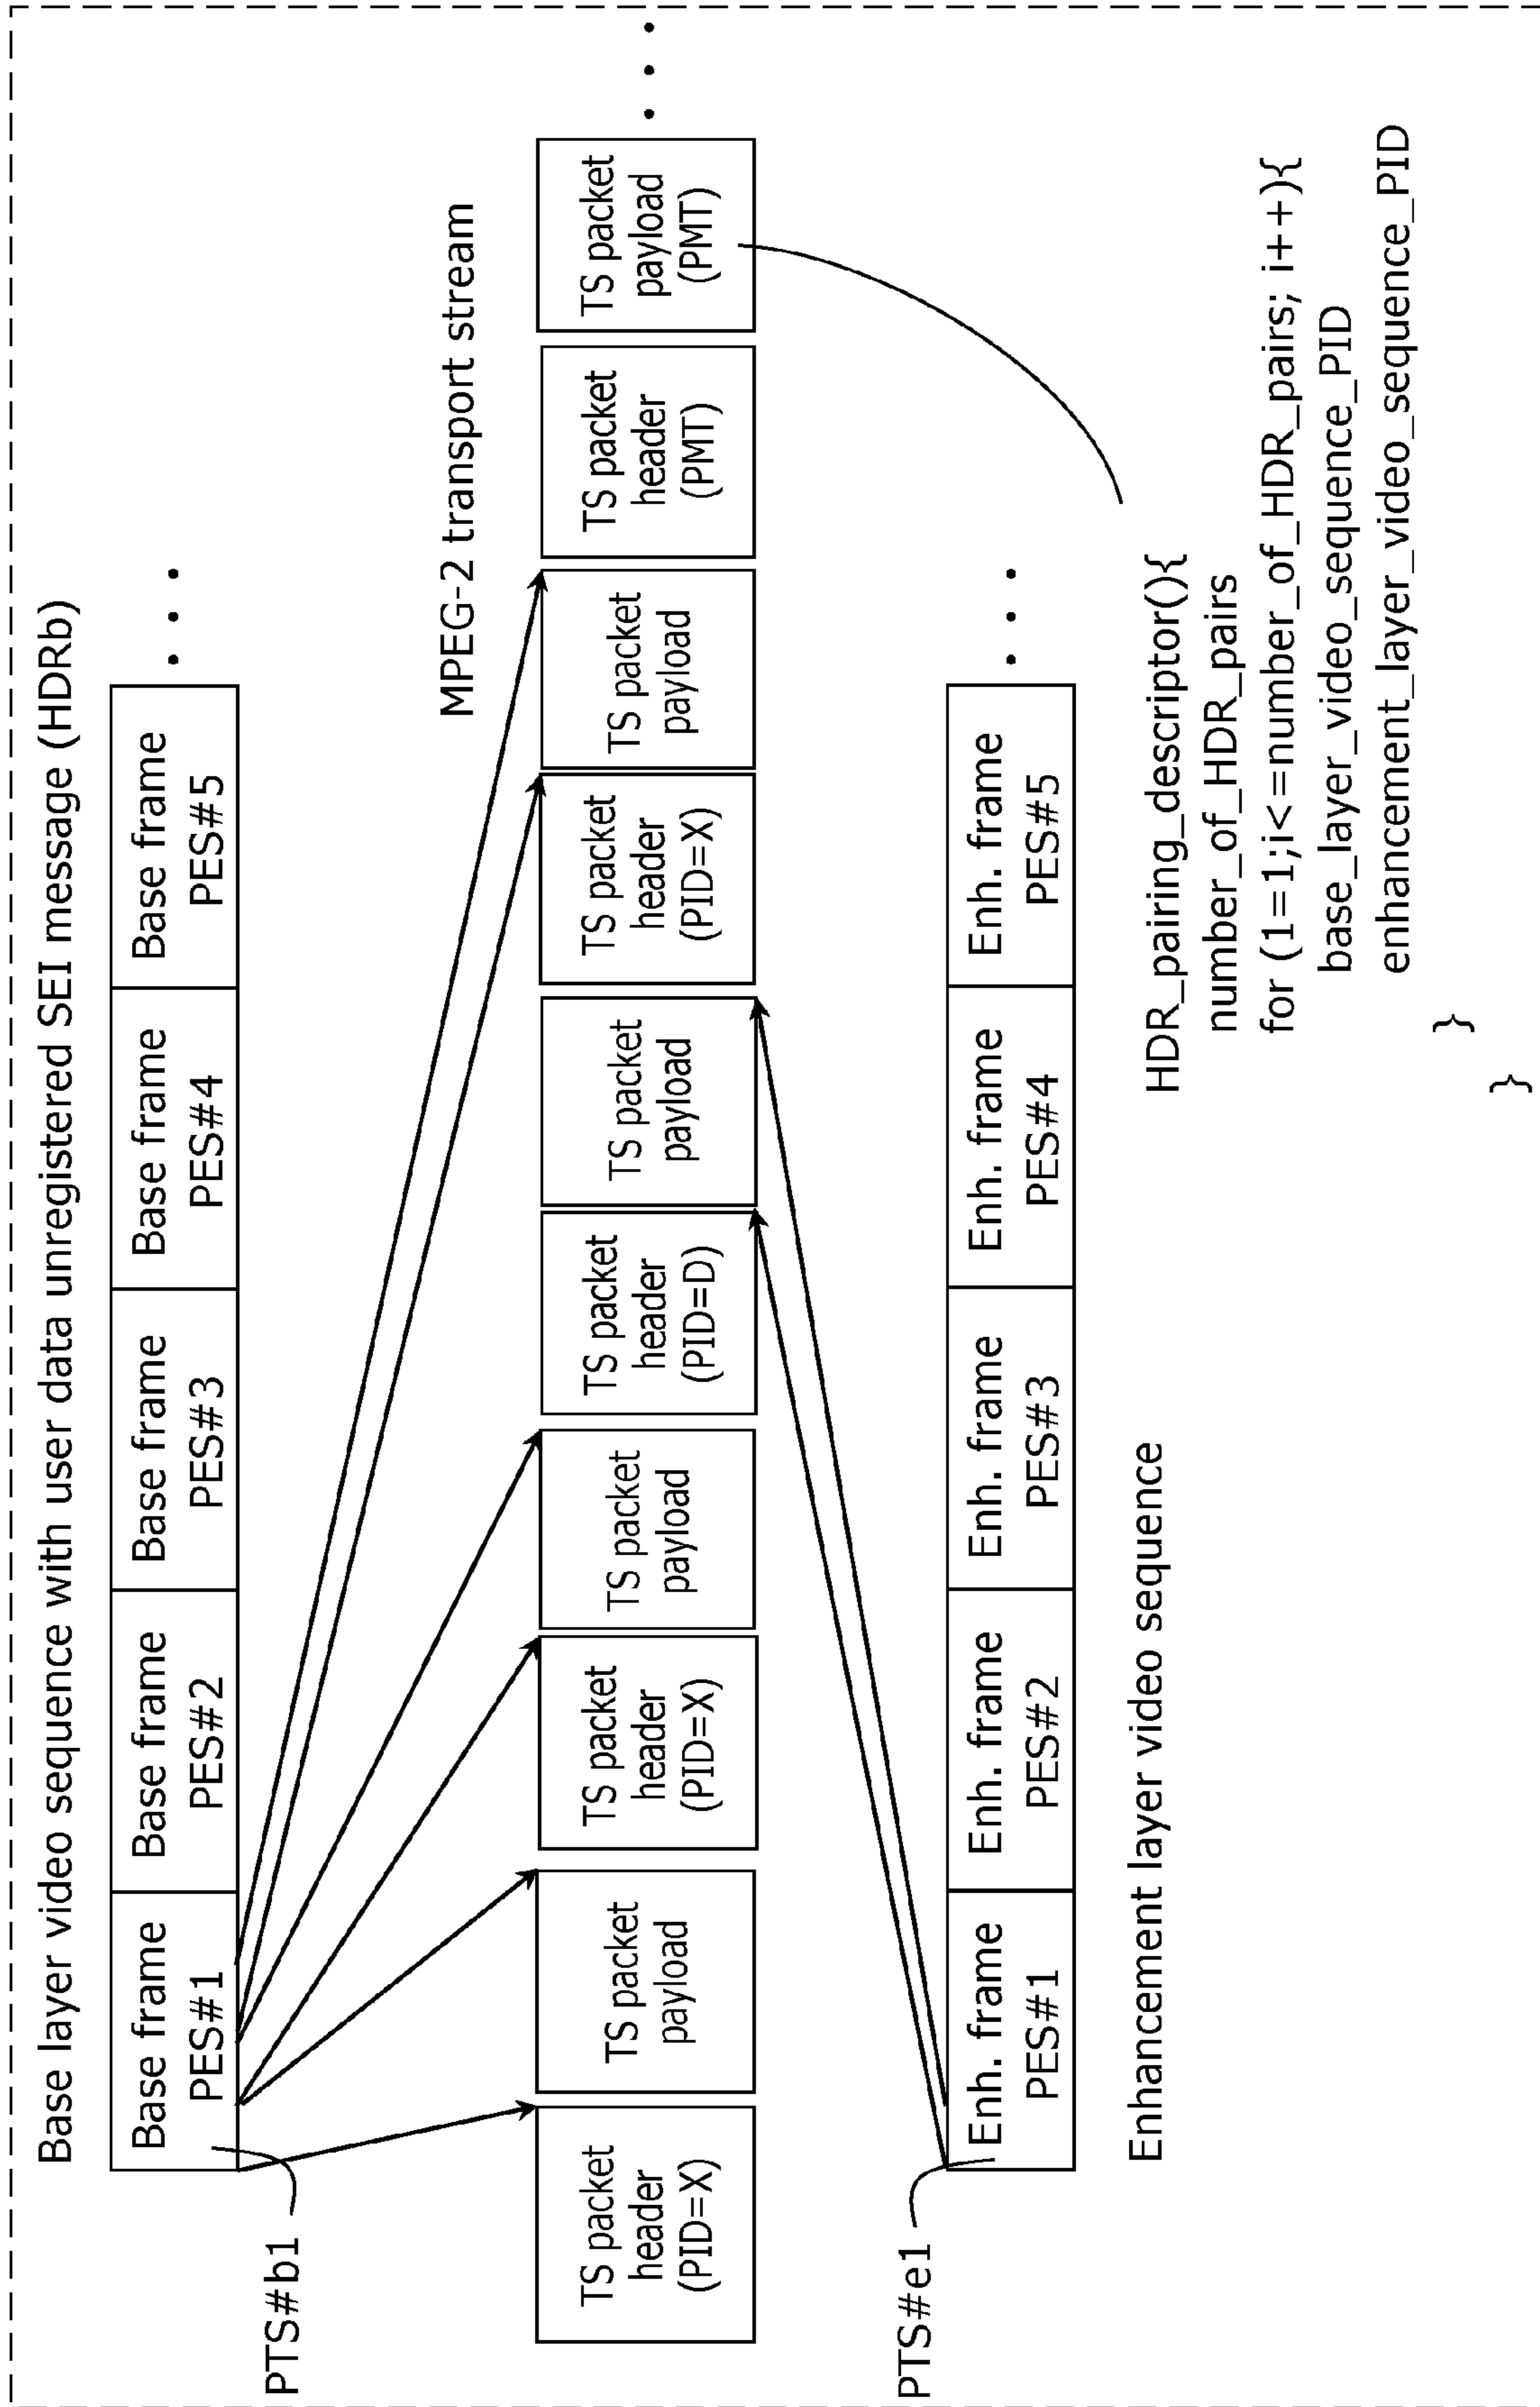 Base layer video sequence with user data unregistered SEI message (HDRb)
Base frame
PES#1
Base frame
PES#2
Base frame
PES#3
Base frame
PES#4
Base frame
PES#5
. . .
PTS#b1
MPEG-2 transport stream
TS packet
header
(PID=X)
TS packet
payload
TS packet
header
(PID=X)
TS packet
payload
TS packet
header
(PID=D)
TS packet
payload
TS packet
header
(PID=X)
TS packet
payload
TS packet
header
(PMT)
TS packet
payload
(PMT)
. . .
PTS#e1
Enh. frame
PES#1
Enh. frame
PES#2
Enh. frame
PES#3
Enh. frame
PES#4
Enh. frame
PES#5
. . .
Enhancement layer video sequence
HDR_pairing_descriptor(){
number_of_HDR_pairs
for (1=1;i<=number_of_HDR_pairs; i++){
base_layer_video_sequence_PID
enhancement_layer_video_sequence_PID
}
}